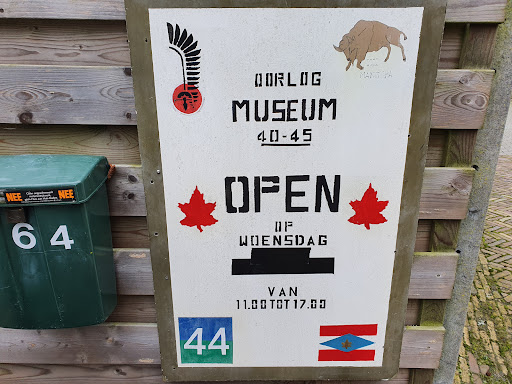 OORLOG
MUSEUM
40-45
OPEN
OP
WOENSDAG
VAN
11.00 TOT 17.00
44
NEE
NEE
64